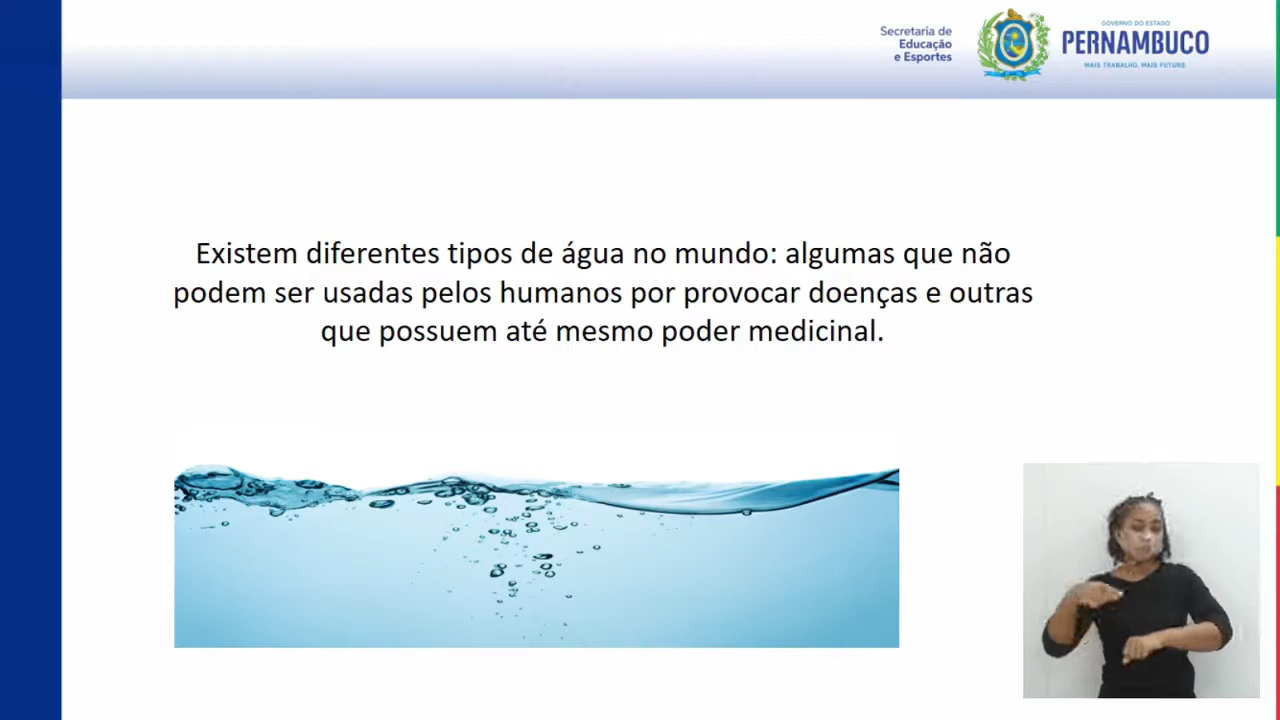 Secretaria de
Educação
e Esportes
GOVERNO DO ESTADO
PERNAMBUCO
MAIS TRABALHO, MAIS FUTURO.
Existem diferentes tipos de água no mundo: algumas que não
podem ser usadas pelos humanos por provocar doenças e outras
que possuem até mesmo poder medicinal.